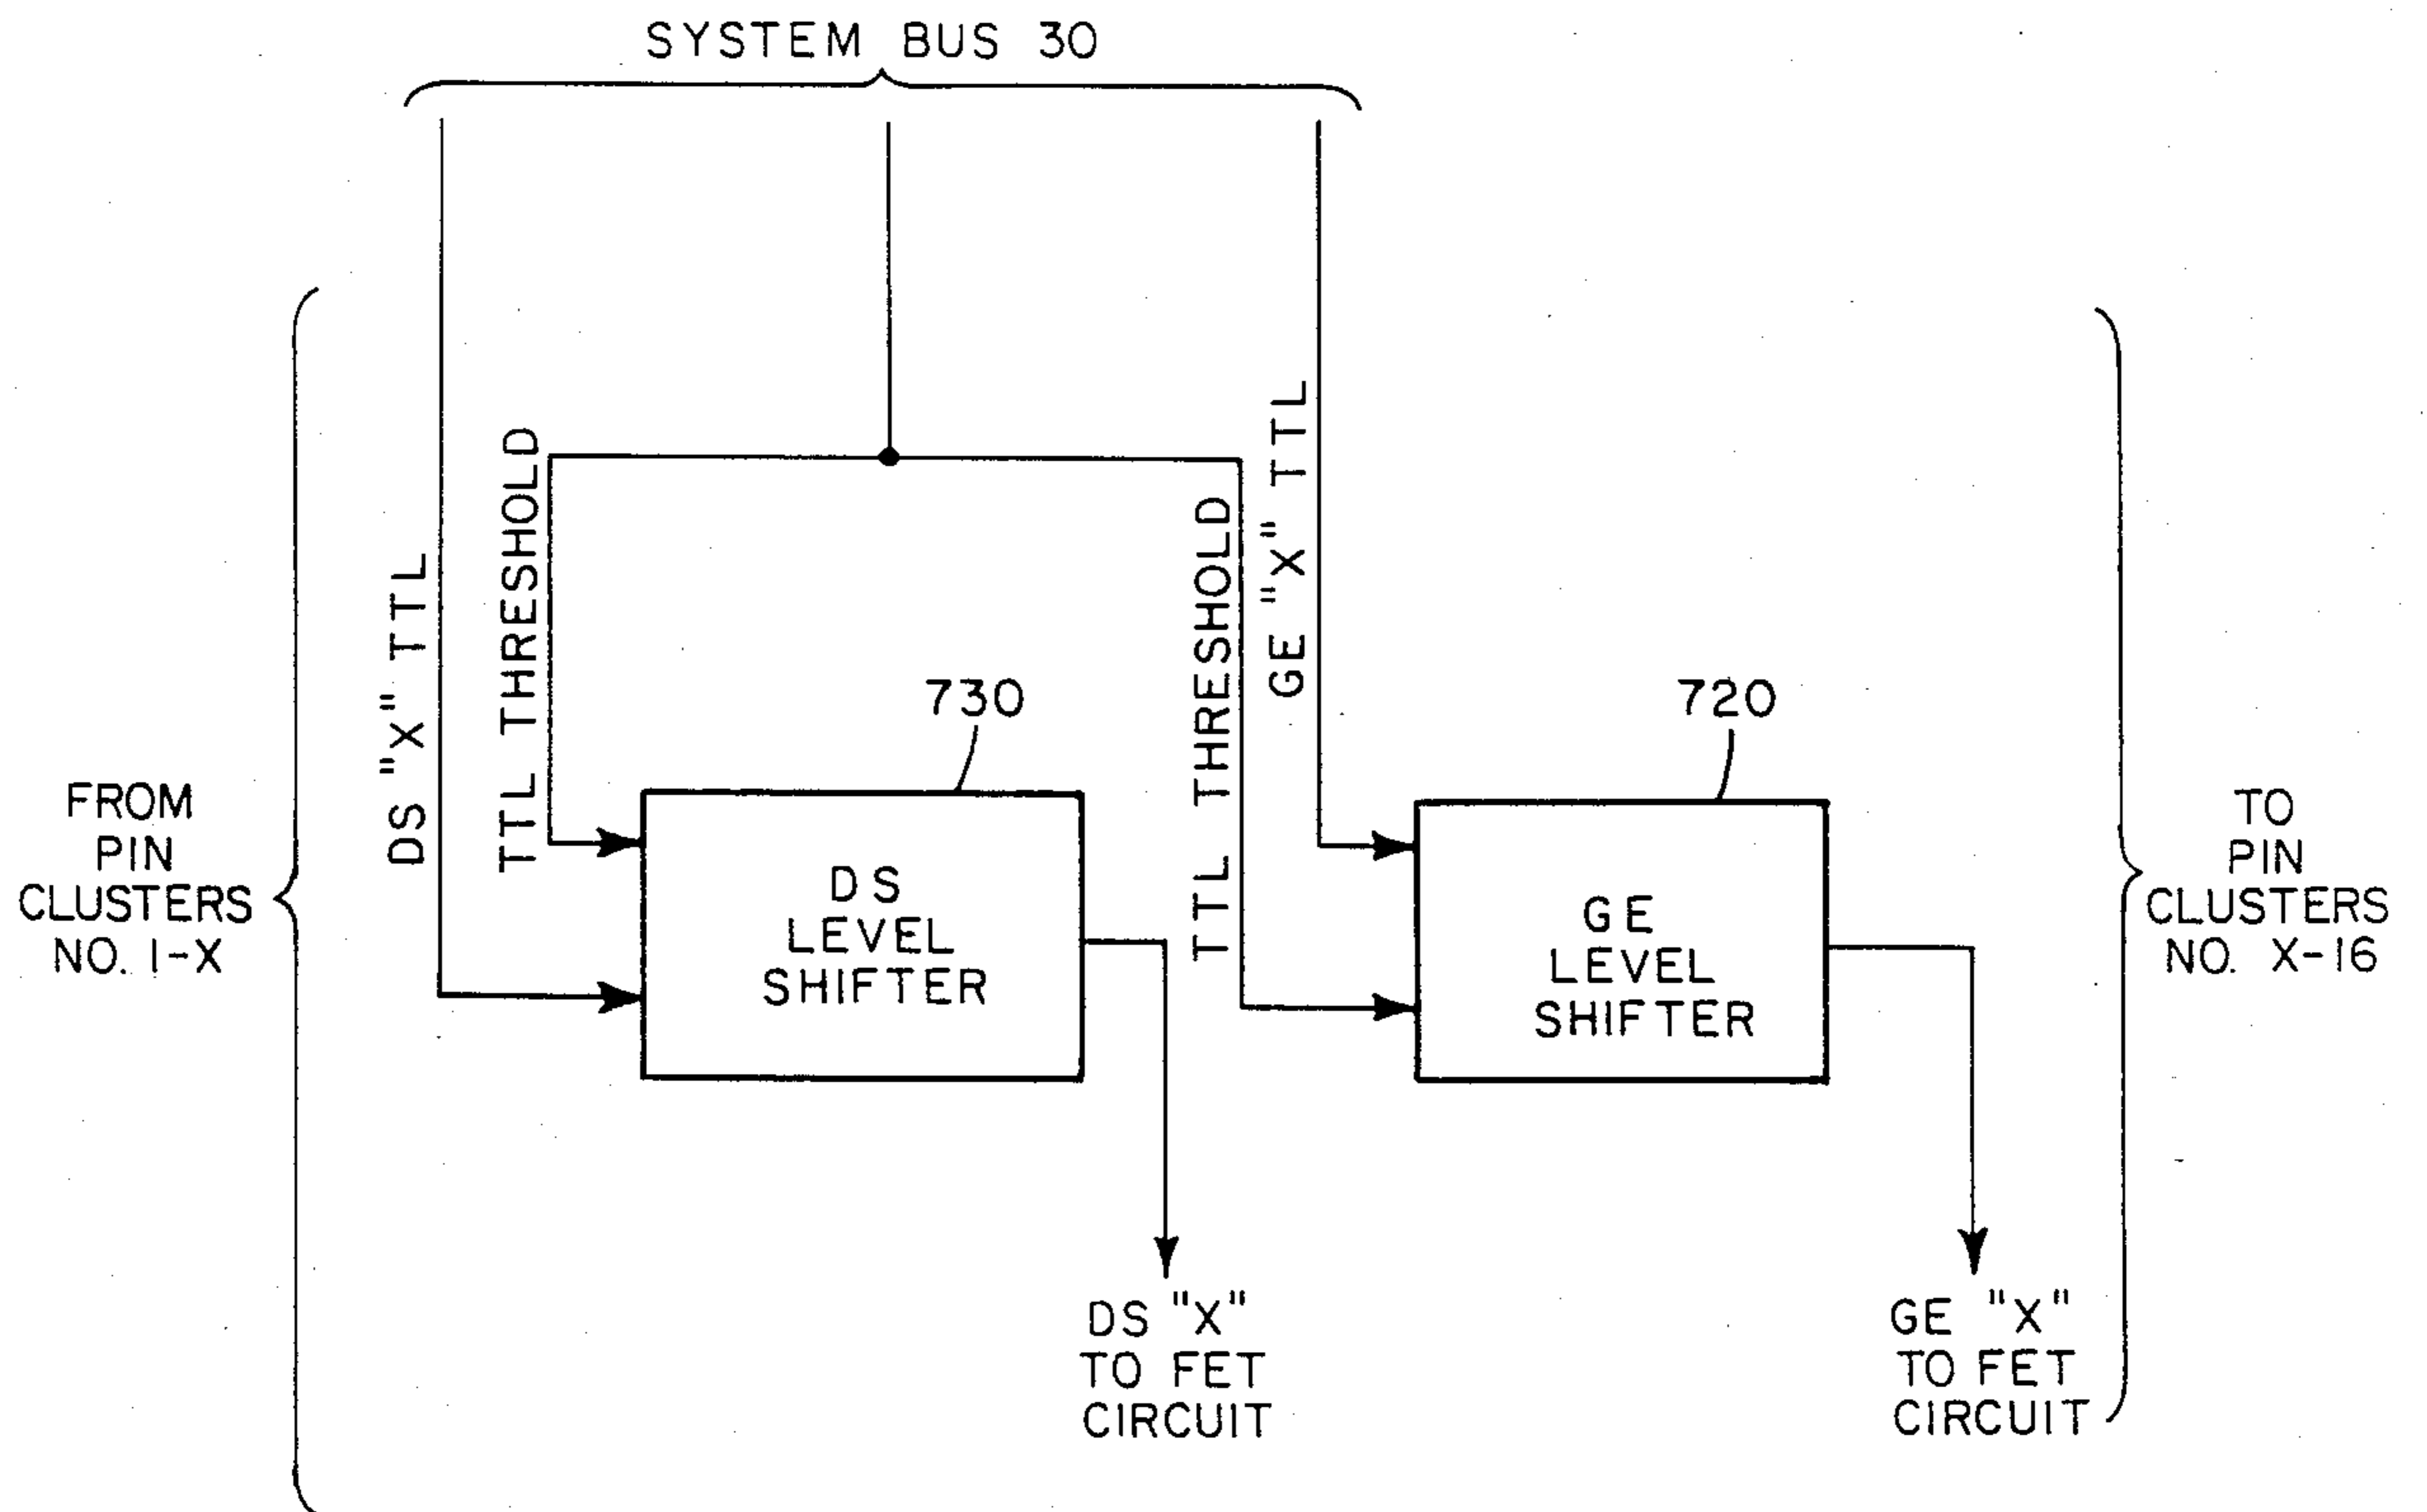 SYSTEM BUS 30
DS "X" TTL
TTL THRESHOLD
TTL THRESHOLD
GE "X" TTL
730
720
FROM
PIN
CLUSTERS
NO. 1-X
DS
LEVEL
SHIFTER
GE
LEVEL
SHIFTER
TO
PIN
CLUSTERS
NO. X-16
DS "X"
TO FET
CIRCUIT
GE "X"
TO FET
CIRCUIT